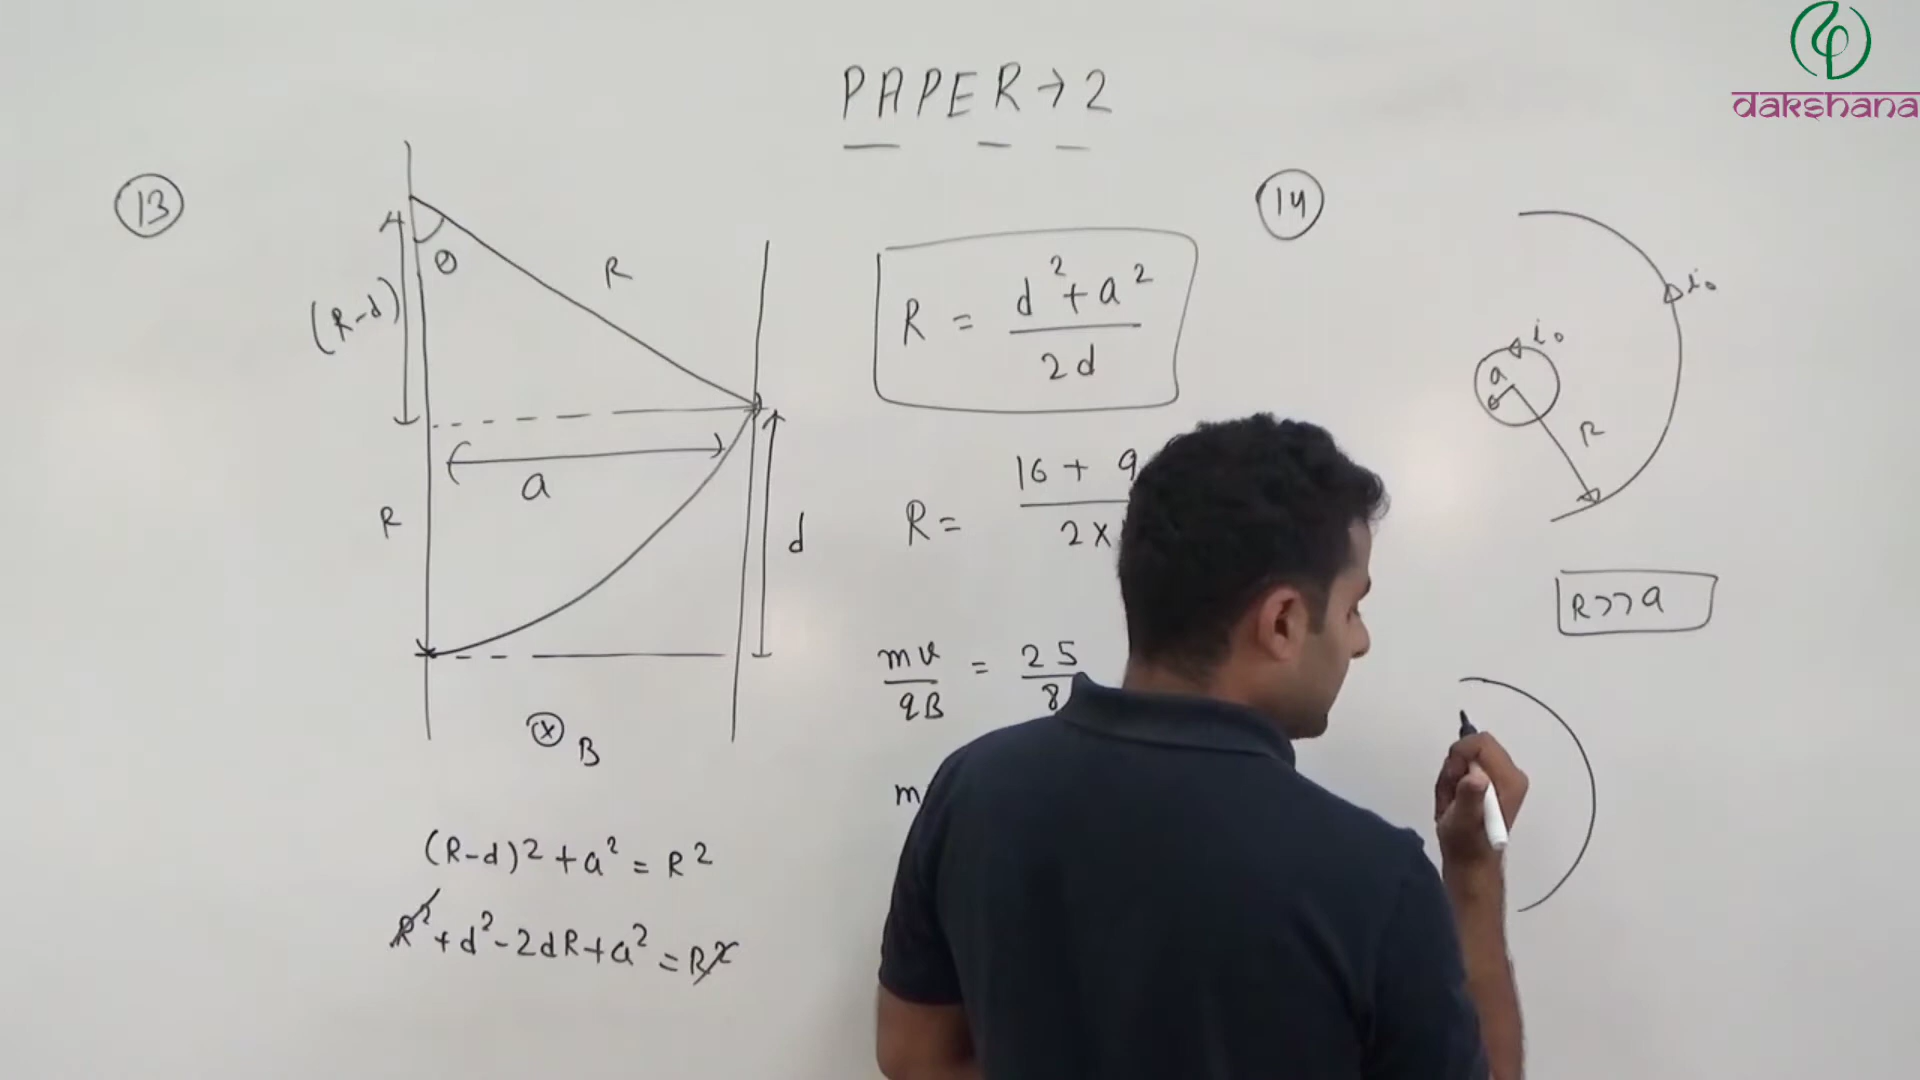 dakshana
PAPER → 2
13
θ
R
(R-d)
a
R
d
⊗ B
(R-d)² + a² = R²
R² + d² - 2dR + a² = R²
R = (d² + a²) / 2d
R = (16 + 9) / 2×
mv / qB = 25 / 8
m
14
i₀
i₀
a
R
R>>a